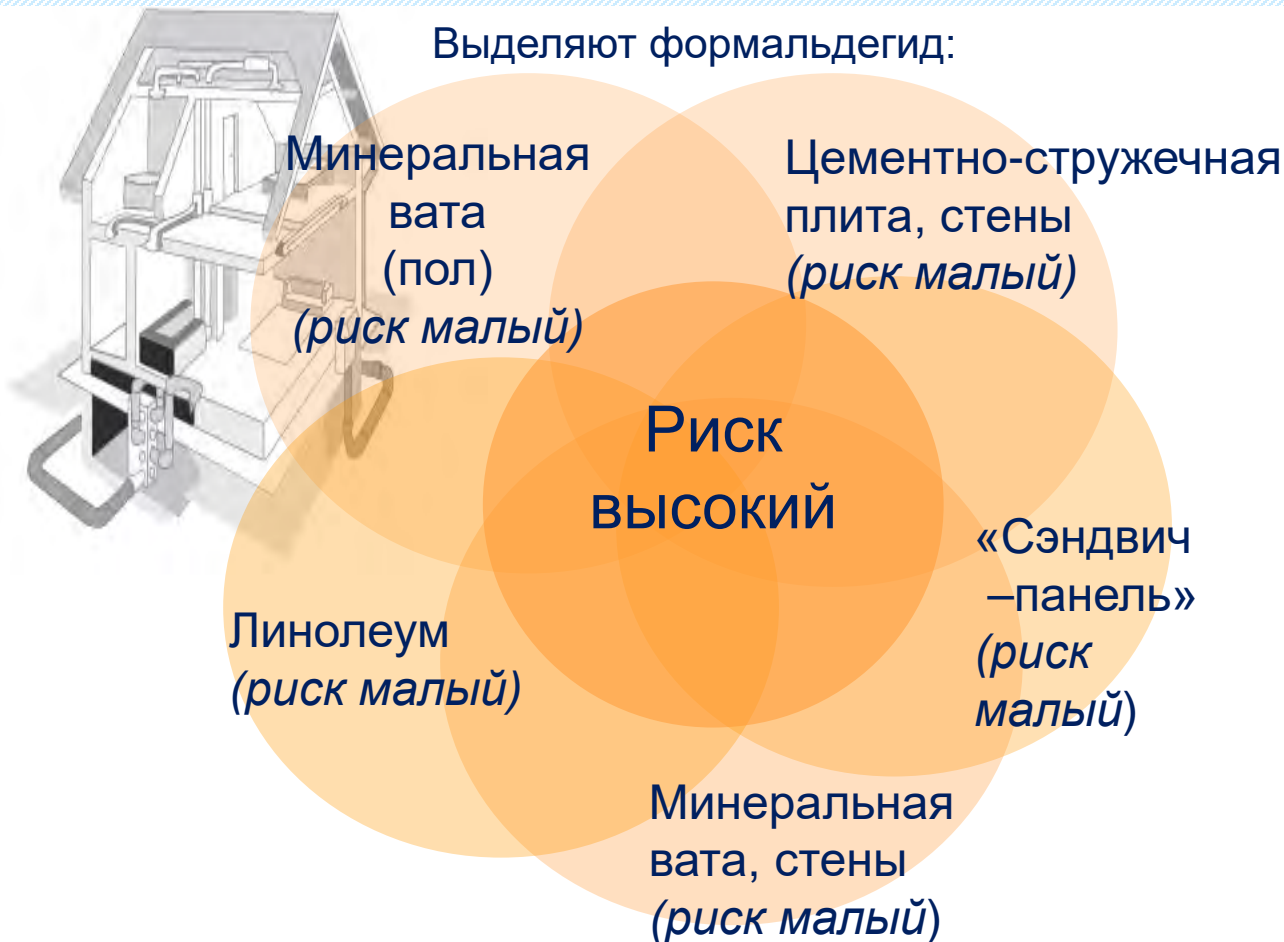 Выделяют формальдегид:
Минеральная
вата
(пол)
(риск малый)
Цементно-стружечная
плита, стены
(риск малый)
Риск
высокий
«Сэндвич
–панель»
(риск
малый)
Линолеум
(риск малый)
Минеральная
вата, стены
(риск малый)